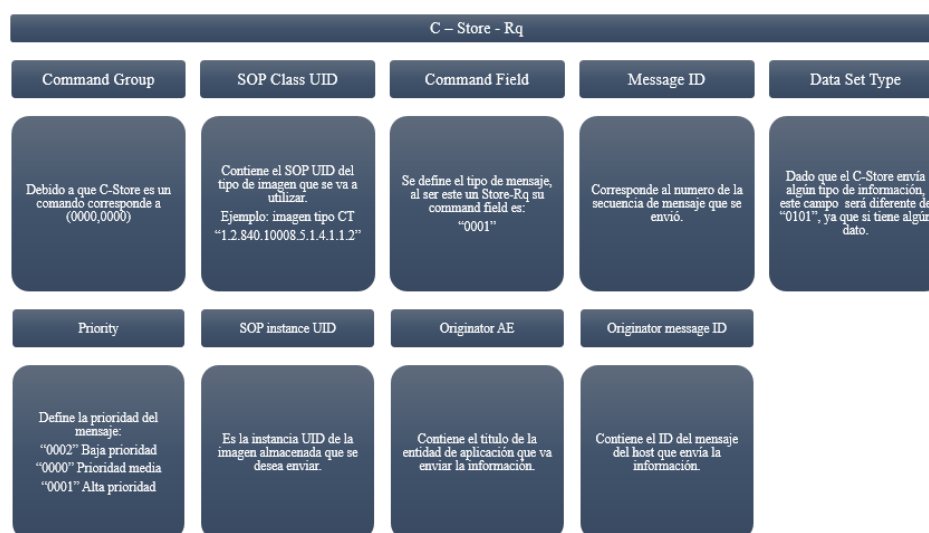 C – Store - Rq
Command Group
SOP Class UID
Command Field
Message ID
Data Set Type
Debido a que C-Store es un
comando corresponde a
(0000,0000)
Contiene el SOP UID del
tipo de imagen que se va a
utilizar.
Ejemplo: imagen tipo CT
“1.2.840.10008.5.1.4.1.1.2”
Se define el tipo de mensaje,
al ser este un Store-Rq su
command field es:
“0001”
Corresponde al numero de la
secuencia de mensaje que se
envió.
Dado que el C–Store envía
algún tipo de información,
este campo será diferente de
“0101”, ya que si tiene algún
dato.
Priority
SOP instance UID
Originator AE
Originator message ID
Define la prioridad del
mensaje:
“0002” Baja prioridad
“0000” Prioridad media
“0001” Alta prioridad
Es la instancia UID de la
imagen almacenada que se
desea enviar.
Contiene el titulo de la
entidad de aplicación que va
enviar la información.
Contiene el ID del mensaje
del host que envía la
información.